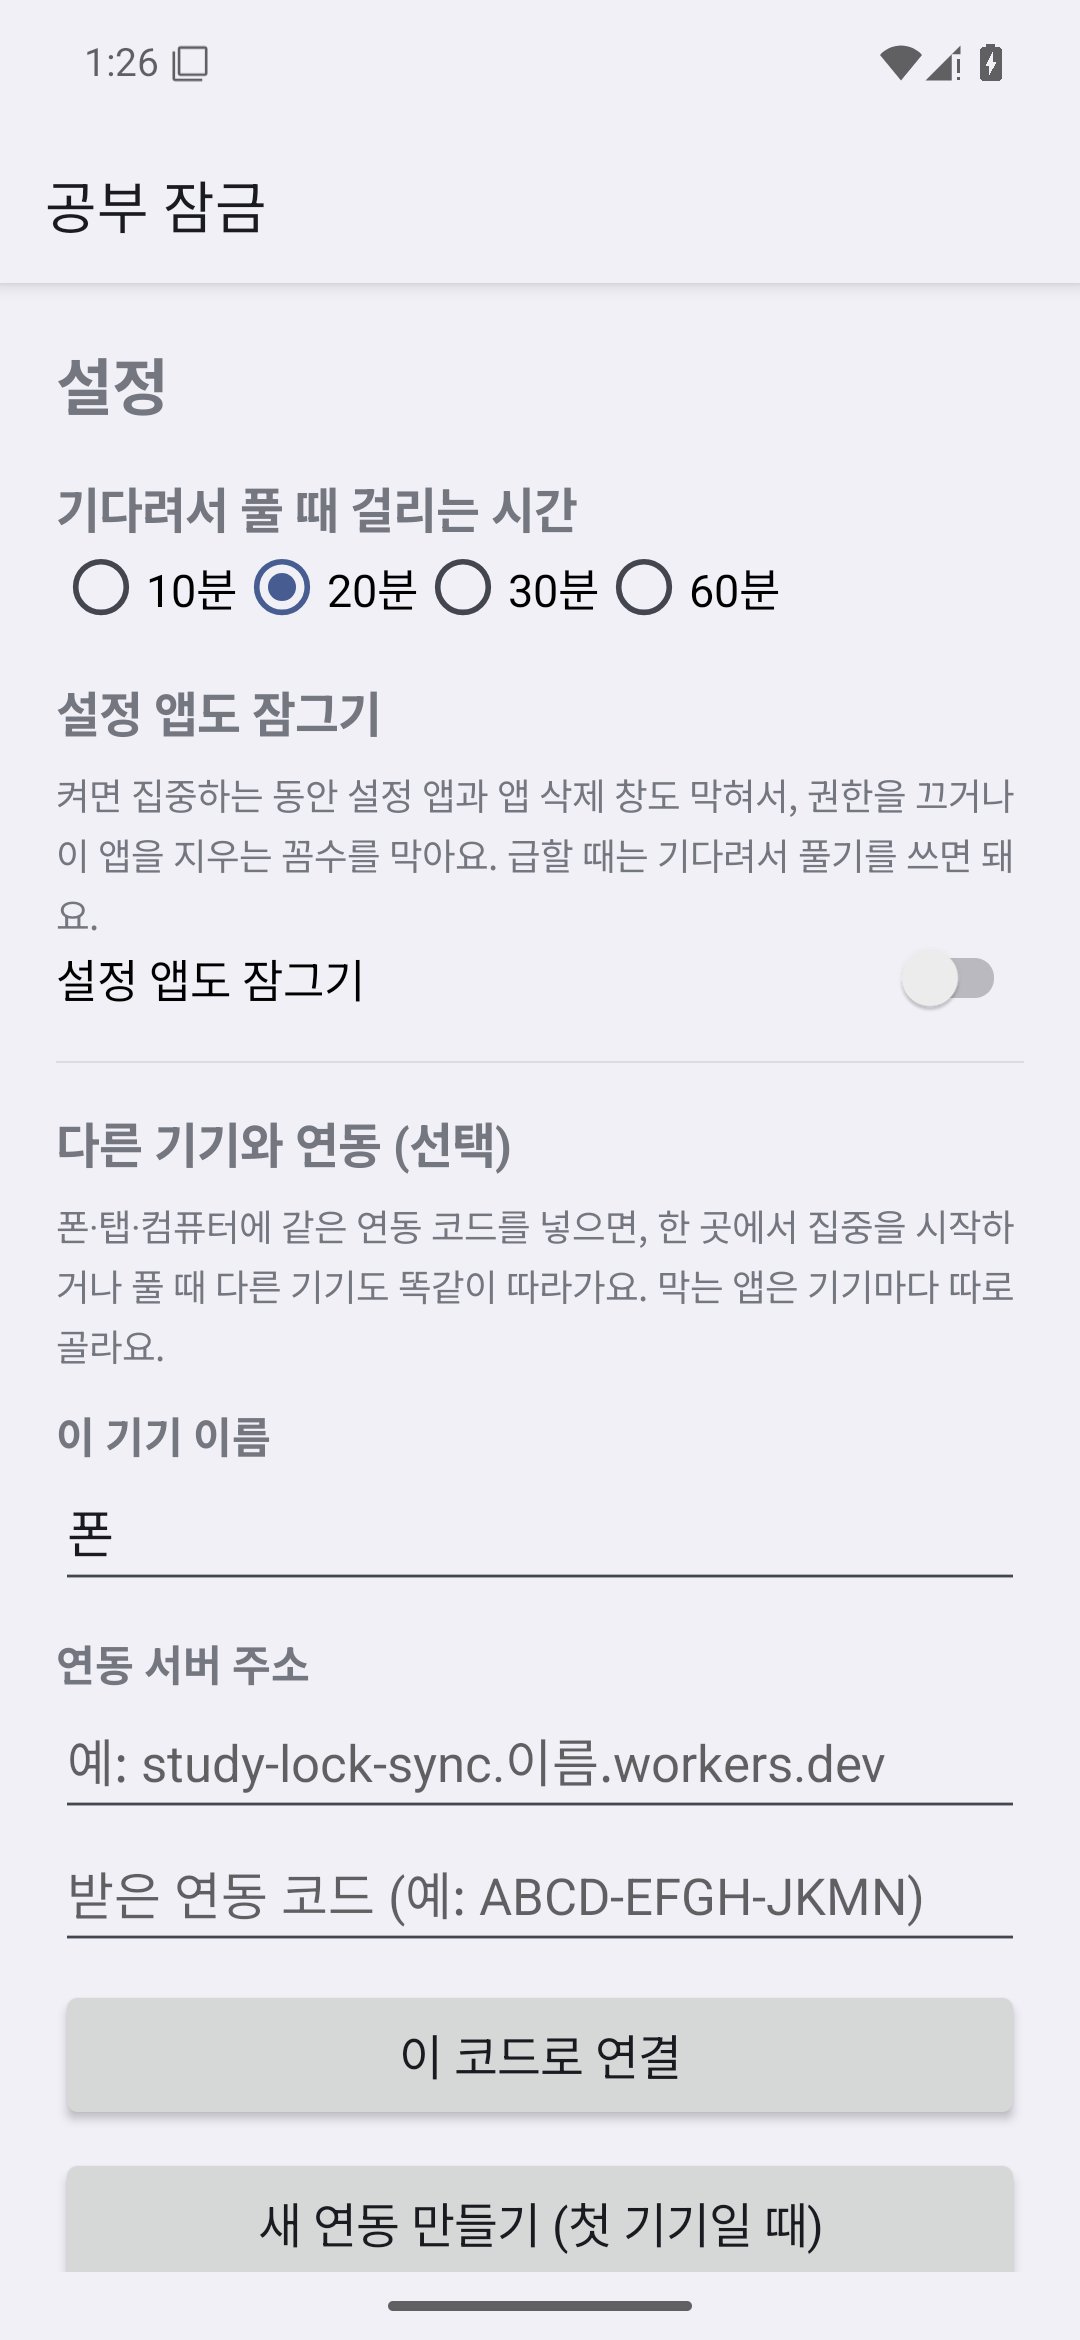 1:26
공부 잠금
설정
기다려서 풀 때 걸리는 시간
10분 20분 30분 60분
설정 앱도 잠그기
켜면 집중하는 동안 설정 앱과 앱 삭제 창도 막혀서, 권한을 끄거나
이 앱을 지우는 꼼수를 막아요. 급할 때는 기다려서 풀기를 쓰면 돼
요.
설정 앱도 잠그기
다른 기기와 연동 (선택)
폰·탭·컴퓨터에 같은 연동 코드를 넣으면, 한 곳에서 집중을 시작하
거나 풀 때 다른 기기도 똑같이 따라가요. 막는 앱은 기기마다 따로
골라요.
이 기기 이름
폰
연동 서버 주소
예: study-lock-sync.이름.workers.dev
받은 연동 코드 (예: ABCD-EFGH-JKMN)
이 코드로 연결
새 연동 만들기 (첫 기기일 때)